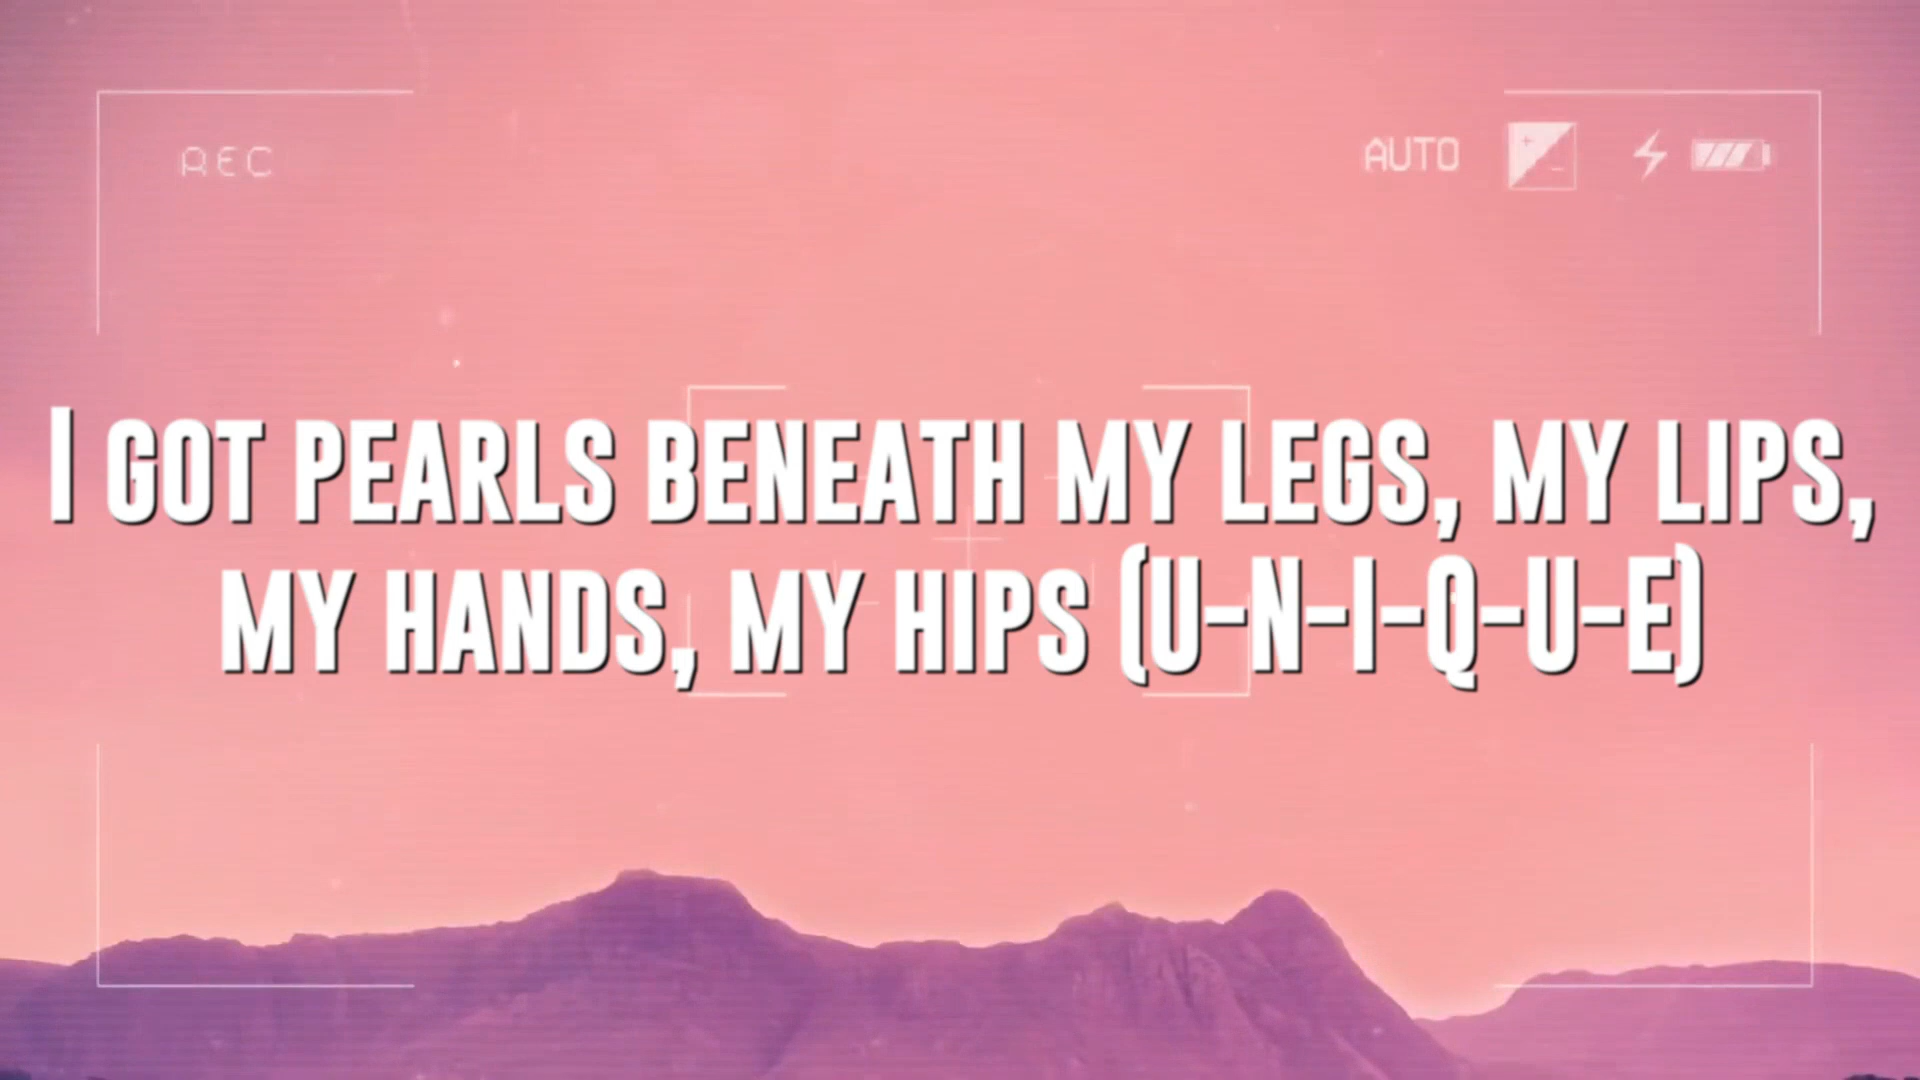 REC
AUTO
I GOT PEARLS BENEATH MY LEGS, MY LIPS,
MY HANDS, MY HIPS (U-N-I-Q-U-E)